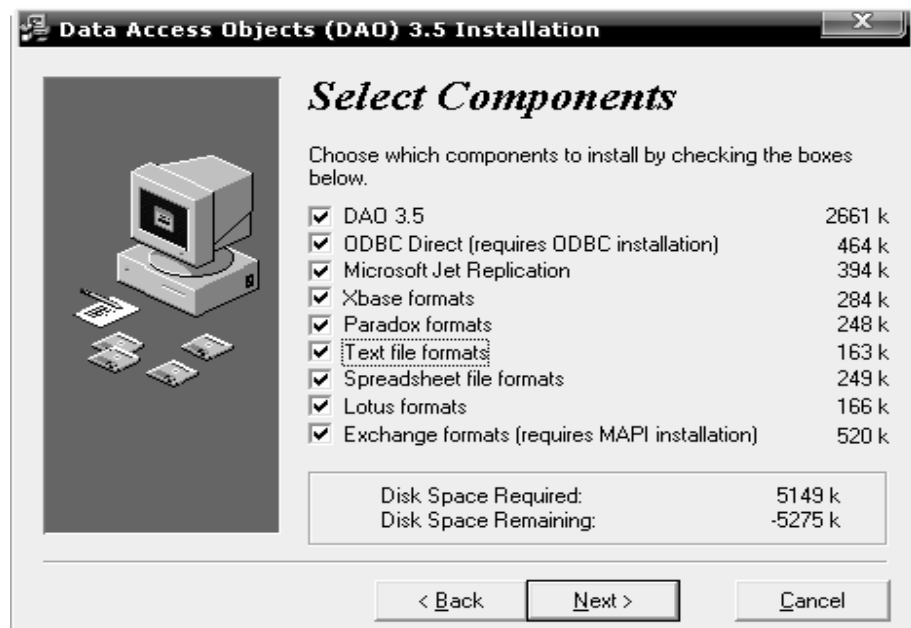 Data Access Objects (DAO) 3.5 Installation
Select Components
Choose which components to install by checking the boxes
below.
DAO 3.5 2661 k
ODBC Direct (requires ODBC installation) 464 k
Microsoft Jet Replication 394 k
Xbase formats 284 k
Paradox formats 248 k
Text file formats 163 k
Spreadsheet file formats 249 k
Lotus formats 166 k
Exchange formats (requires MAPI installation) 520 k
Disk Space Required: 5149 k
Disk Space Remaining: -5275 k
< Back Next > Cancel